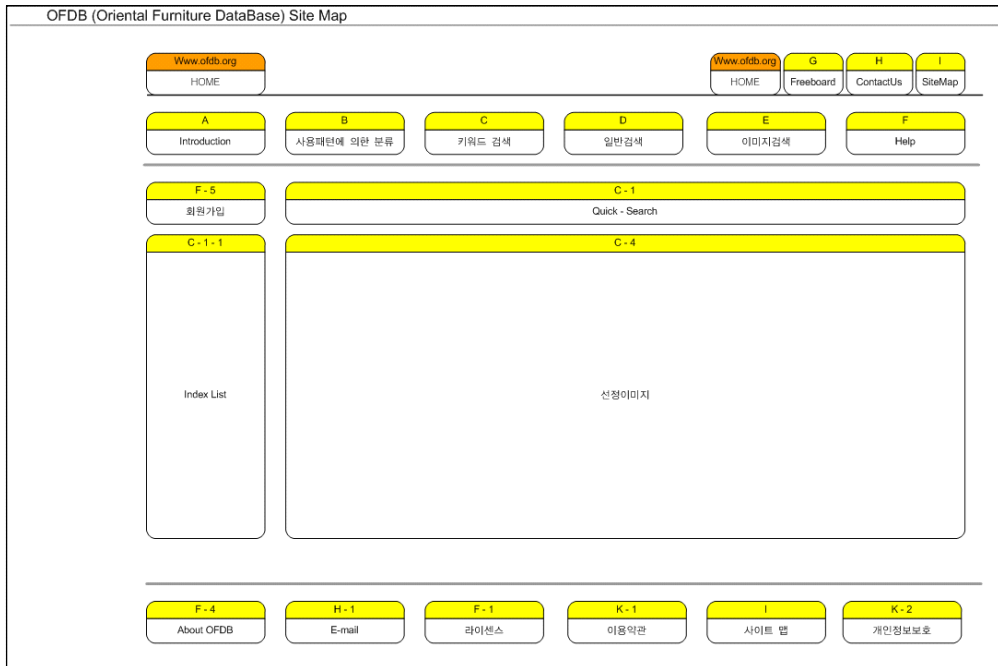 OFDB (Oriental Furniture DataBase) Site Map
Www.ofdb.org
HOME
Www.ofdb.org
HOME
G
Freeboard
H
ContactUs
I
SiteMap
A
Introduction
B
사용패턴에 의한 분류
C
키워드 검색
D
일반검색
E
이미지검색
F
Help
F - 5
회원가입
C - 1
Quick - Search
C - 1 - 1
Index List
C - 4
선정이미지
F - 4
About OFDB
H - 1
E-mail
F - 1
라이센스
K - 1
이용약관
I
사이트 맵
K - 2
개인정보보호